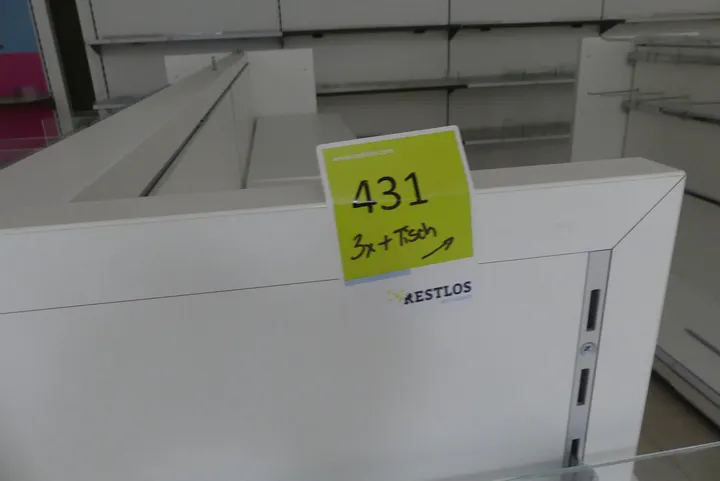 431
3x + Tisch
RESTLOS